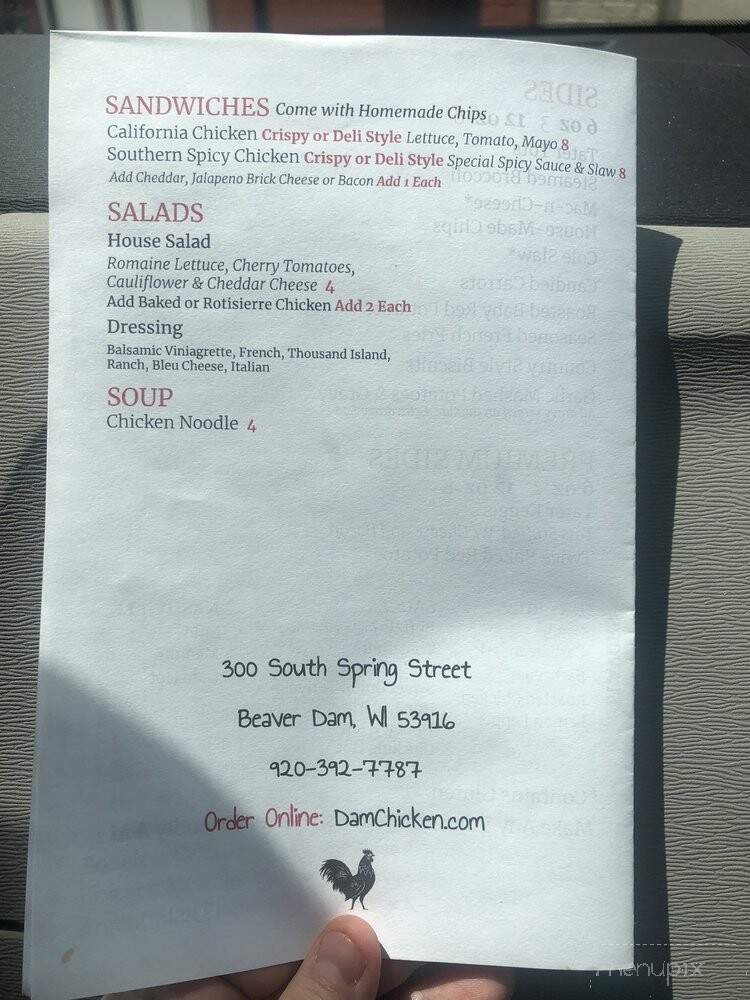 SANDWICHES Come with Homemade Chips
California Chicken Crispy or Deli Style Lettuce, Tomato, Mayo 8
Southern Spicy Chicken Crispy or Deli Style Special Spicy Sauce & Slaw 8
Add Cheddar, Jalapeno Brick Cheese or Bacon Add 1 Each
SALADS
House Salad
Romaine Lettuce, Cherry Tomatoes,
Cauliflower & Cheddar Cheese 4
Add Baked or Rotisierre Chicken Add 2 Each
Dressing
Balsamic Viniagrette, French, Thousand Island,
Ranch, Bleu Cheese, Italian
SOUP
Chicken Noodle 4
300 South Spring Street
Beaver Dam, WI 53916
920-392-7787
Order Online: DamChicken.com
menupix